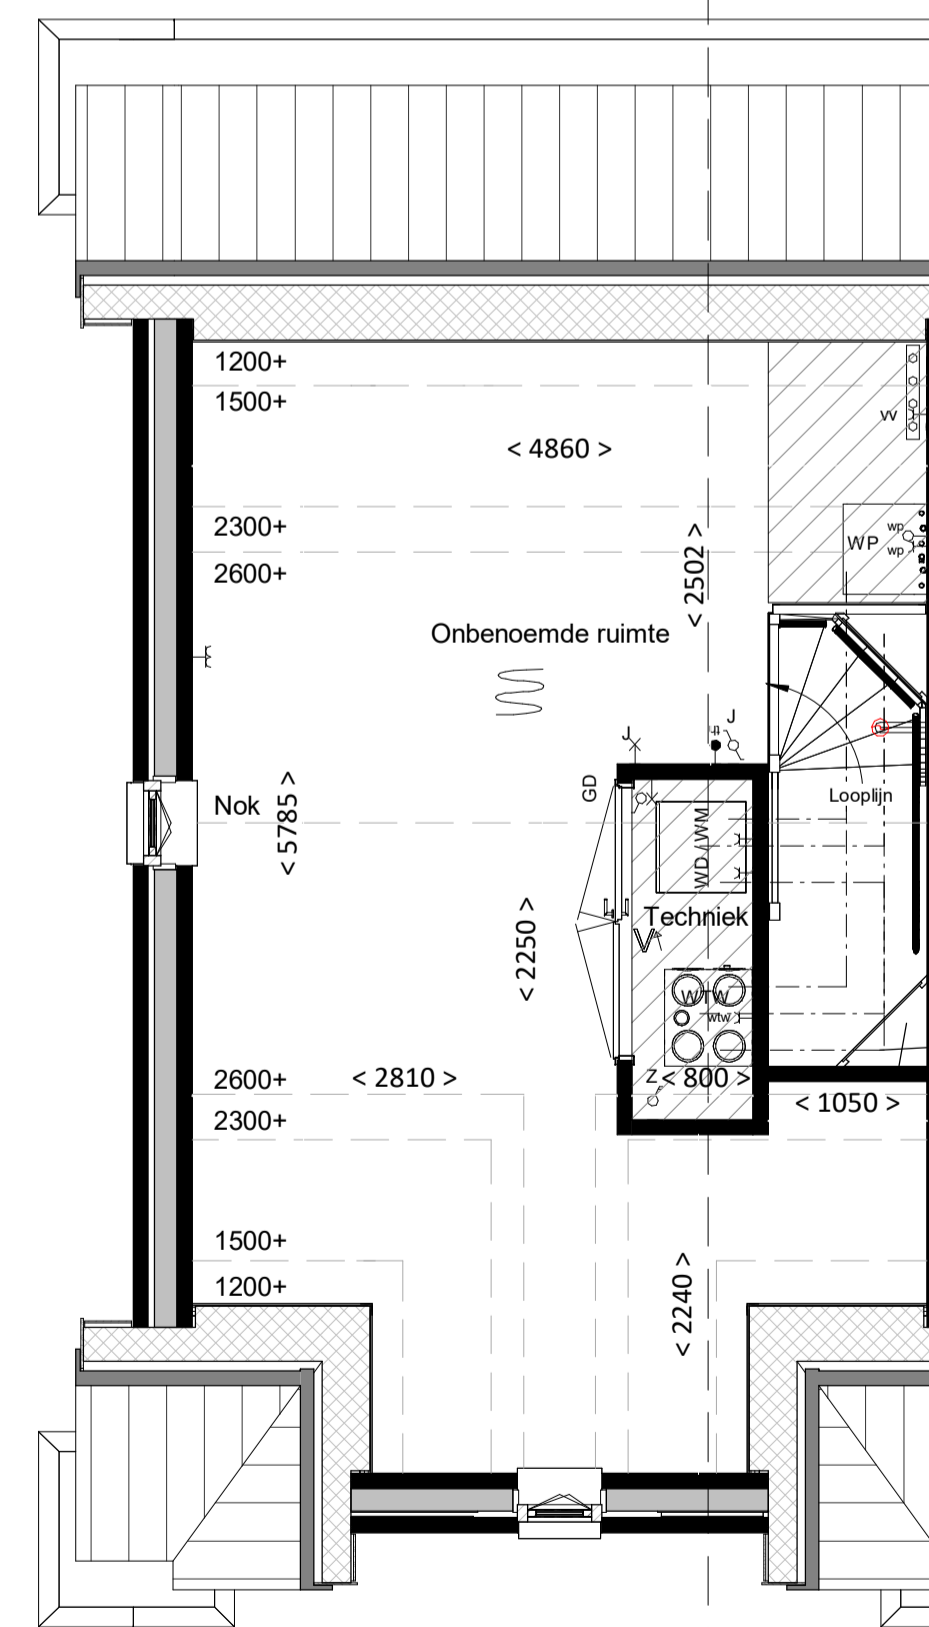 1200+
1500+
vv
< 4860 >
2300+
wp
WP
wp
2600+
< 2502 >
Onbenoemde ruimte
J
J
GD
Looplijn
Nok
< 5785 >
WD / WM
Techniek
< 2250 >
WTW
wtw
2600+
< 2810 >
Z
< 800 >
< 1050 >
2300+
1500+
1200+
< 2240 >